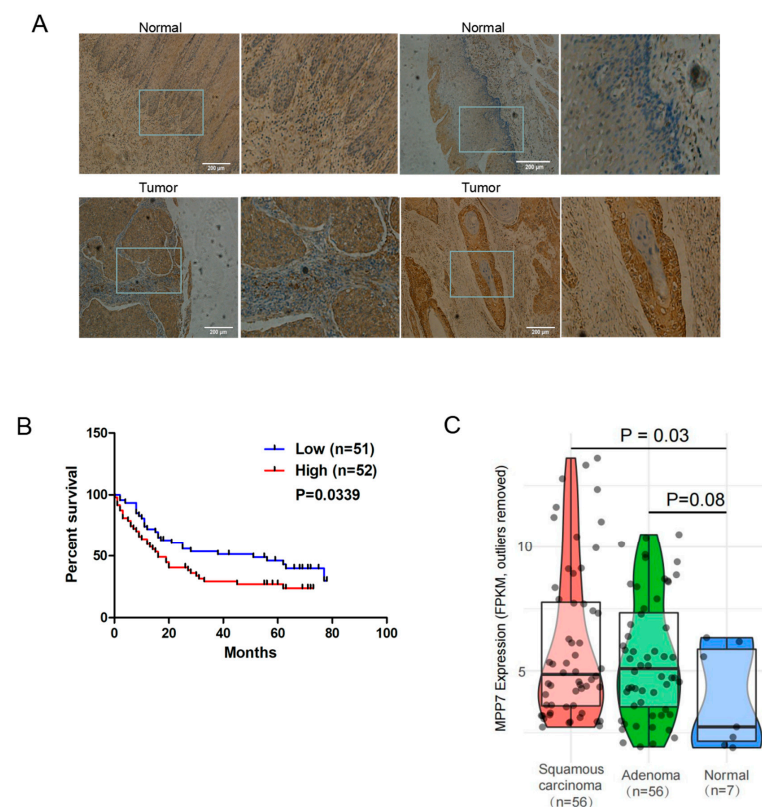 A
Normal
Normal
200 μm
200 μm
Tumor
Tumor
200 μm
200 μm
B
Percent survival
150
100
50
0
0
20
40
60
80
100
Months
Low (n=51)
High (n=52)
P=0.0339
C
MPP7 Expression (FPKM, outliers removed)
10
5
P = 0.03
P=0.08
Squamous
carcinoma
(n=56)
Adenoma
(n=56)
Normal
(n=7)